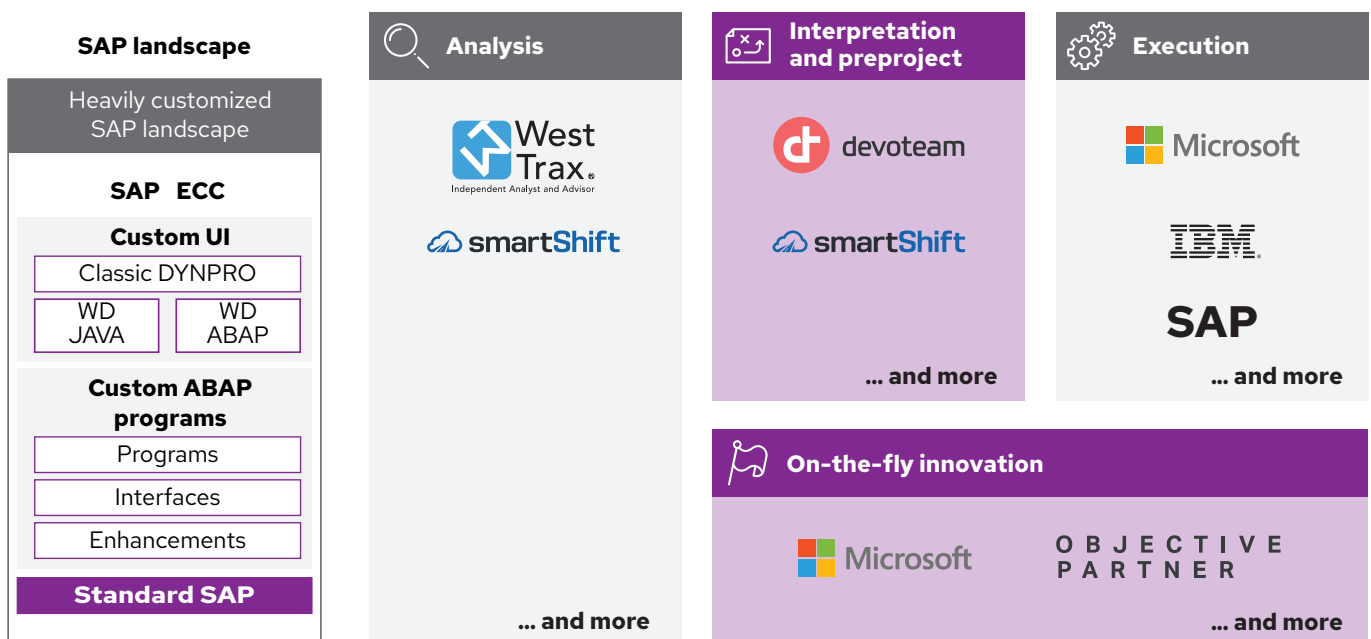 SAP landscape
Heavily customized
SAP landscape
SAP ECC
Custom UI
Classic DYNPRO
WD
JAVA
WD
ABAP
Custom ABAP
programs
Programs
Interfaces
Enhancements
Standard SAP
Analysis
West
Trax®
Independent Analyst and Advisor
smartShift
... and more
Interpretation
and preproject
devoteam
smartShift
... and more
Execution
Microsoft
IBM®
SAP
... and more
On-the-fly innovation
Microsoft
OBJECTIVE
PARTNER
... and more